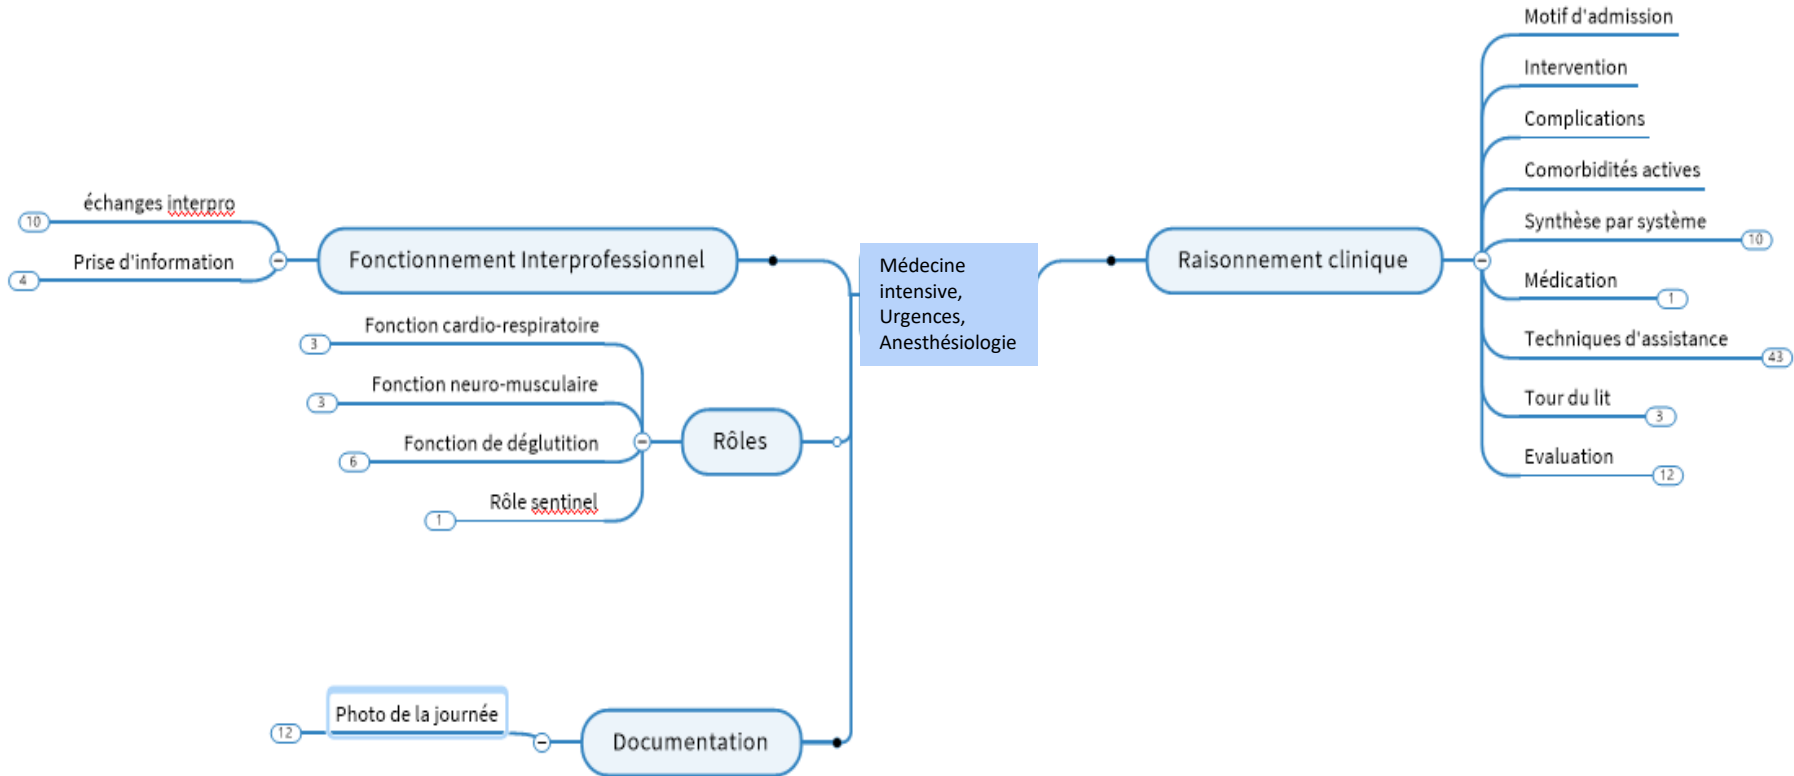 Médecine
intensive,
Urgences,
Anesthésiologie
Fonctionnement Interprofessionnel
échanges interpro
10
Prise d'information
4
Rôles
Fonction cardio-respiratoire
3
Fonction neuro-musculaire
3
Fonction de déglutition
6
Rôle sentinel
1
Documentation
Photo de la journée
12
Raisonnement clinique
Motif d'admission
Intervention
Complications
Comorbidités actives
Synthèse par système
10
Médication
1
Techniques d'assistance
43
Tour du lit
3
Evaluation
12